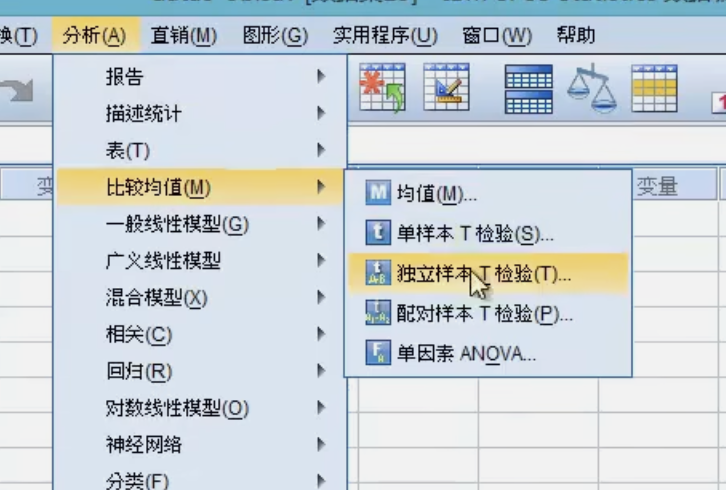 分析(A) 直销(M) 图形(G) 实用程序(U) 窗口(W) 帮助
报告
描述统计
表(T)
比较均值(M)
一般线性模型(G)
广义线性模型
混合模型(X)
相关(C)
回归(R)
对数线性模型(O)
神经网络
分类(F)
均值(M)...
单样本 T 检验(S)...
独立样本 T 检验(T)...
配对样本 T 检验(P)...
单因素 ANOVA...
变量